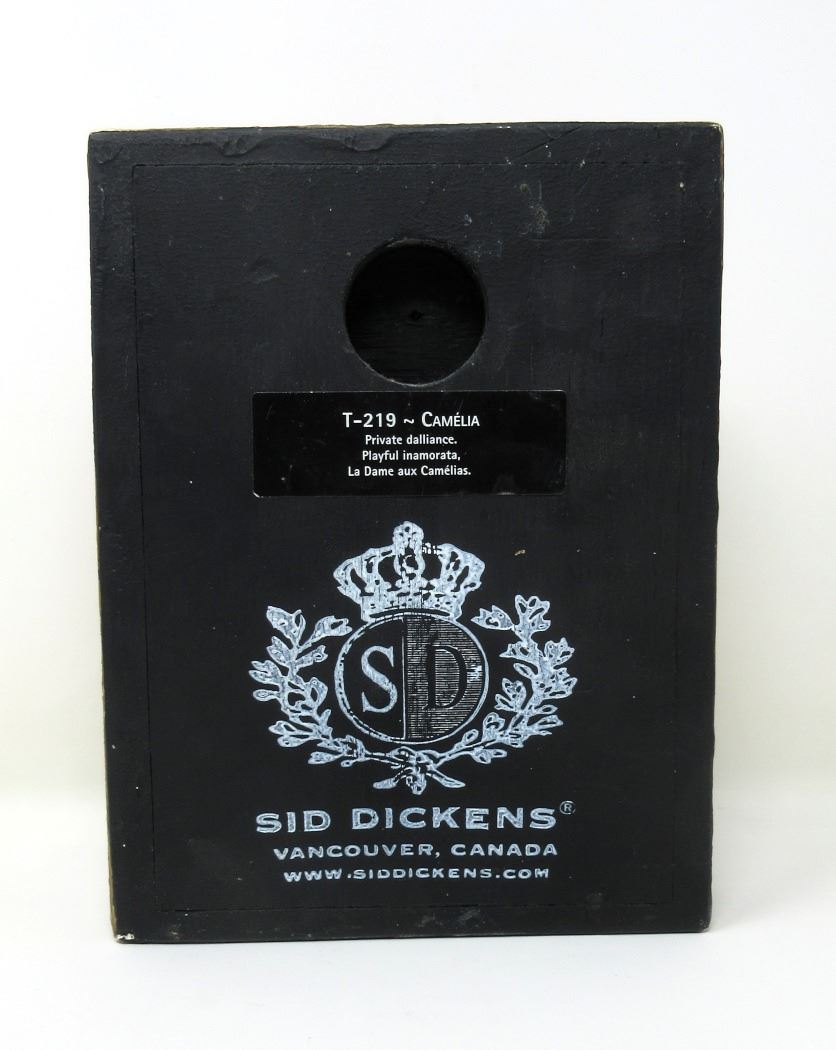 T-219 ~ CAMÉLIA
Private dalliance.
Playful inamorata,
La Dame aux Camélias.
SD
SID DICKENS®
VANCOUVER, CANADA
WWW.SIDDICKENS.COM